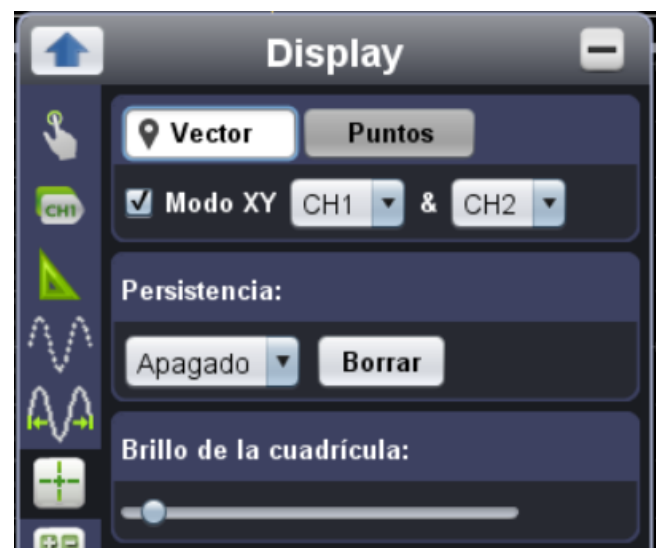 Display
Vector Puntos
CH1
Modo XY CH1 & CH2
Persistencia:
Apagado Borrar
Brillo de la cuadrícula: